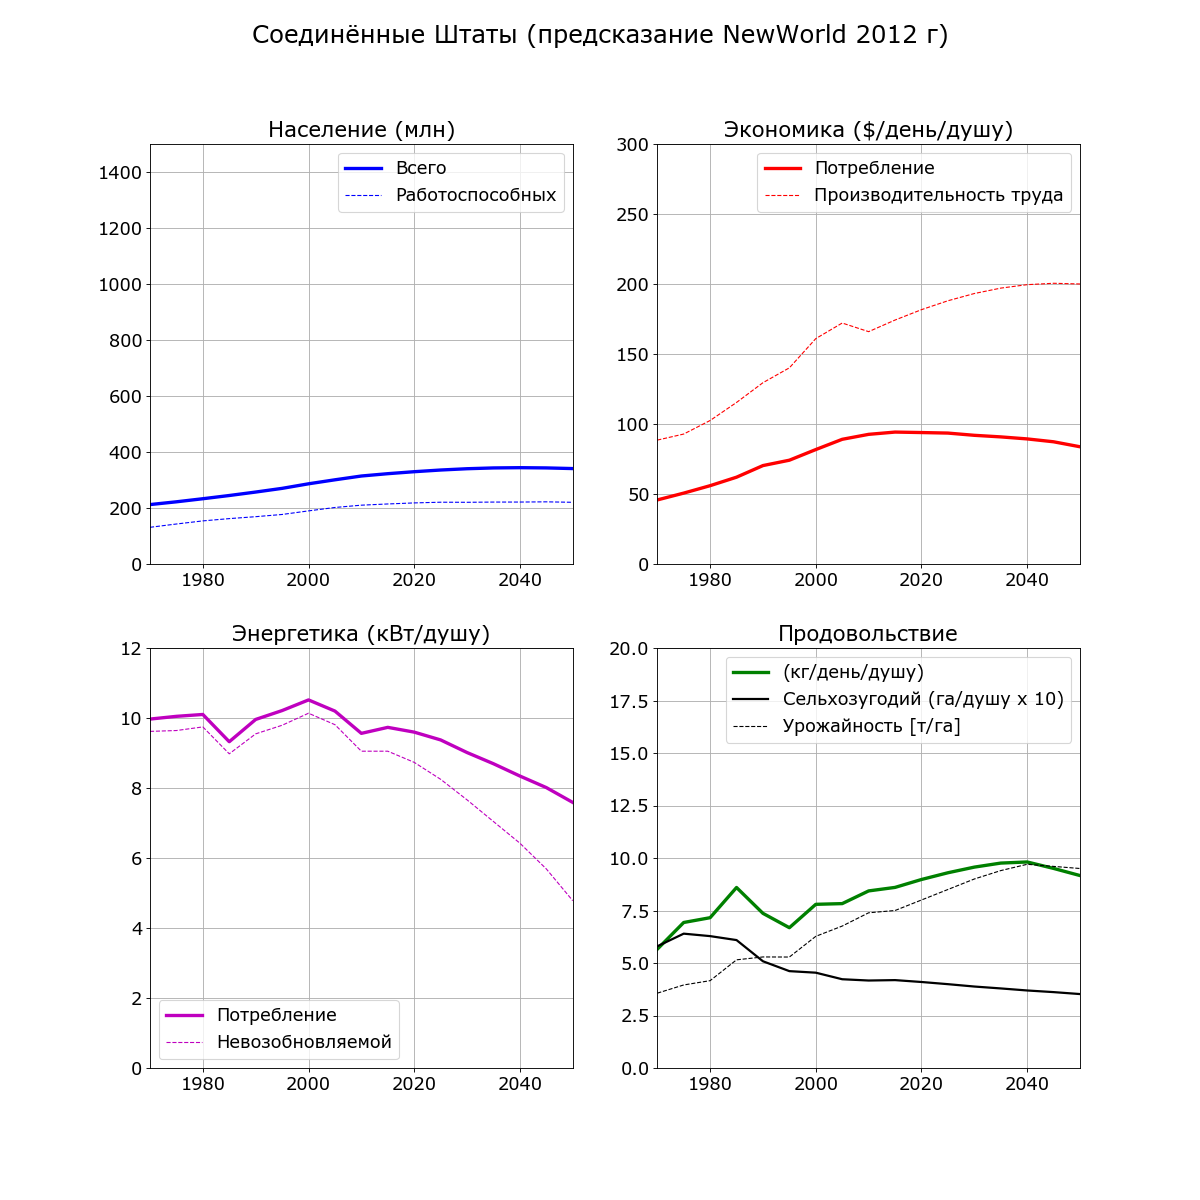 Соединённые Штаты (предсказание NewWorld 2012 г)
Население (млн)
1400
1200
1000
800
600
400
200
0
1980 2000 2020 2040
Всего
Работоспособных
Экономика ($/день/душу)
300
250
200
150
100
50
0
1980 2000 2020 2040
Потребление
Производительность труда
Энергетика (кВт/душу)
12
10
8
6
4
2
0
1980 2000 2020 2040
Потребление
Невозобновляемой
Продовольствие
20.0
17.5
15.0
12.5
10.0
7.5
5.0
2.5
0.0
1980 2000 2020 2040
(кг/день/душу)
Сельхозугодий (га/душу x 10)
Урожайность [т/га]